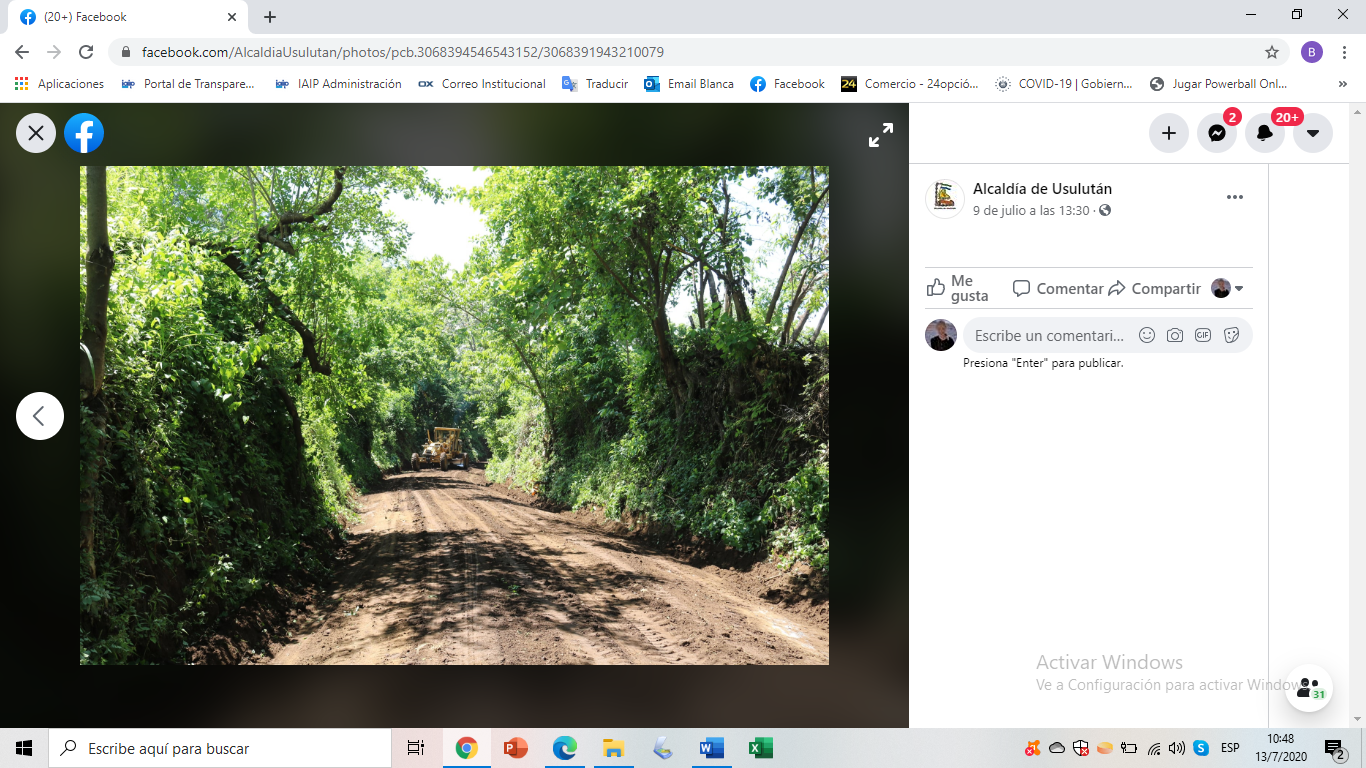 (20+) Facebook
facebook.com/AlcaldiaUsulutan/photos/pcb.3068394546543152/3068391943210079
B
Aplicaciones
Portal de Transpare...
IAIP Administración
Correo Institucional
Traducir
Email Blanca
Facebook
24
Comercio - 24opció...
COVID-19 | Gobiern...
Jugar Powerball Onl...
»
2
20+
Alcaldía de Usulután
9 de julio a las 13:30 ·
Me gusta
Comentar
Compartir
Escribe un comentari...
GIF
Presiona "Enter" para publicar.
Activar Windows
Ve a Configuración para activar Window
31
Escribe aquí para buscar
ESP
10:48
13/7/2020
2